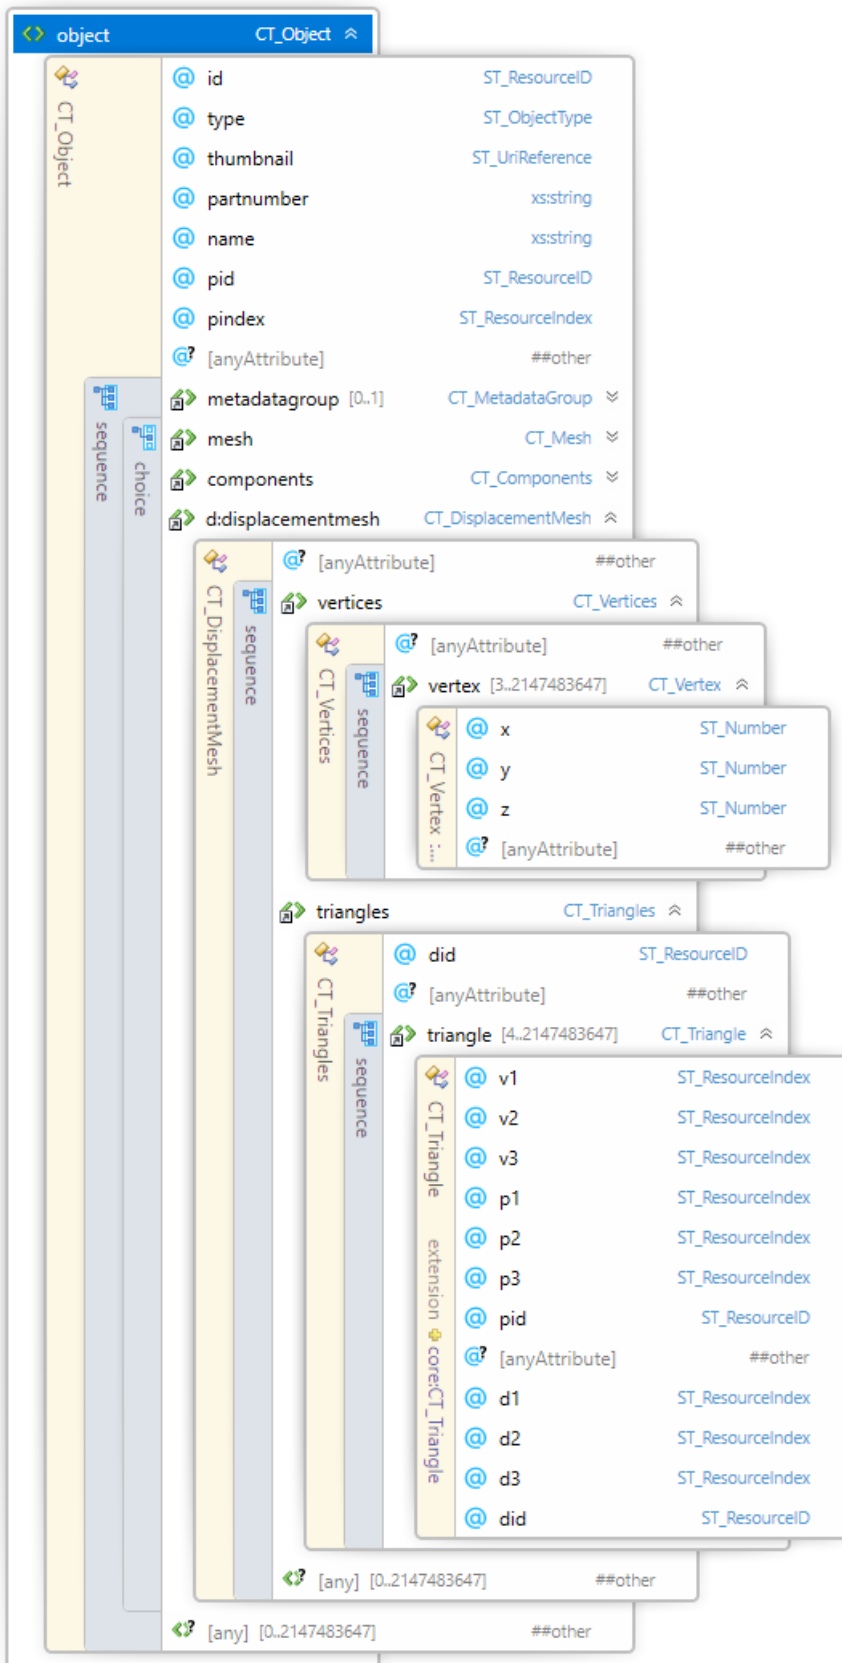 object CT_Object
CT_Object
id ST_ResourceID
type ST_ObjectType
thumbnail ST_UriReference
partnumber xs:string
name xs:string
pid ST_ResourceID
pindex ST_ResourceIndex
[anyAttribute] ##other
sequence
choice
metadatagroup [0..1] CT_MetadataGroup
mesh CT_Mesh
components CT_Components
d:displacementmesh CT_DisplacementMesh
CT_DisplacementMesh
[anyAttribute] ##other
sequence
vertices CT_Vertices
CT_Vertices
[anyAttribute] ##other
sequence
vertex [3..2147483647] CT_Vertex
CT_Vertex :...
x ST_Number
y ST_Number
z ST_Number
[anyAttribute] ##other
triangles CT_Triangles
CT_Triangles
did ST_ResourceID
[anyAttribute] ##other
sequence
triangle [4..2147483647] CT_Triangle
CT_Triangle extension core:CT_Triangle
v1 ST_ResourceIndex
v2 ST_ResourceIndex
v3 ST_ResourceIndex
p1 ST_ResourceIndex
p2 ST_ResourceIndex
p3 ST_ResourceIndex
pid ST_ResourceID
[anyAttribute] ##other
d1 ST_ResourceIndex
d2 ST_ResourceIndex
d3 ST_ResourceIndex
did ST_ResourceID
[any] [0..2147483647] ##other
[any] [0..2147483647] ##other